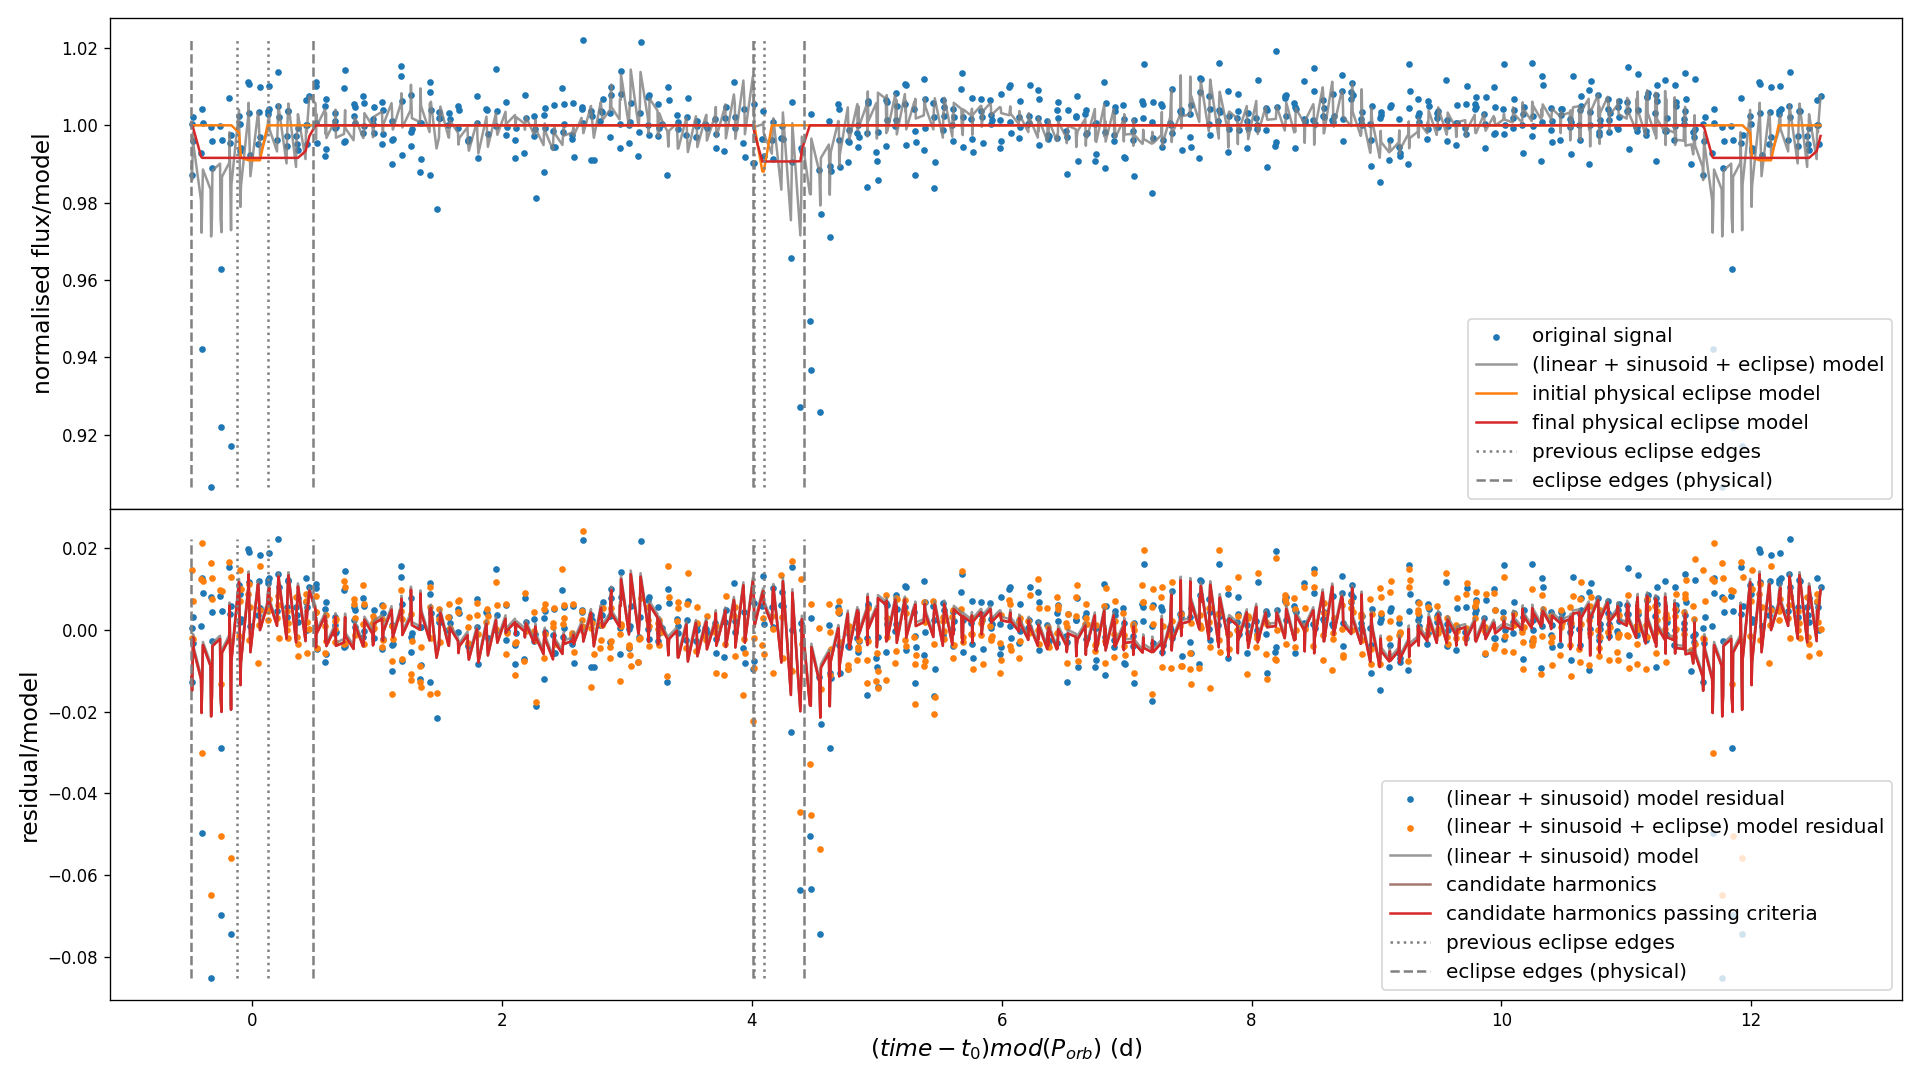 normalised flux/model
1.02
1.00
0.98
0.96
0.94
0.92
original signal
(linear + sinusoid + eclipse) model
initial physical eclipse model
final physical eclipse model
previous eclipse edges
eclipse edges (physical)
residual/model
0.02
0.00
−0.02
−0.04
−0.06
−0.08
(linear + sinusoid) model residual
(linear + sinusoid + eclipse) model residual
(linear + sinusoid) model
candidate harmonics
candidate harmonics passing criteria
previous eclipse edges
eclipse edges (physical)
0 2 4 6 8 10 12
(time − t₀)mod(P_orb) (d)